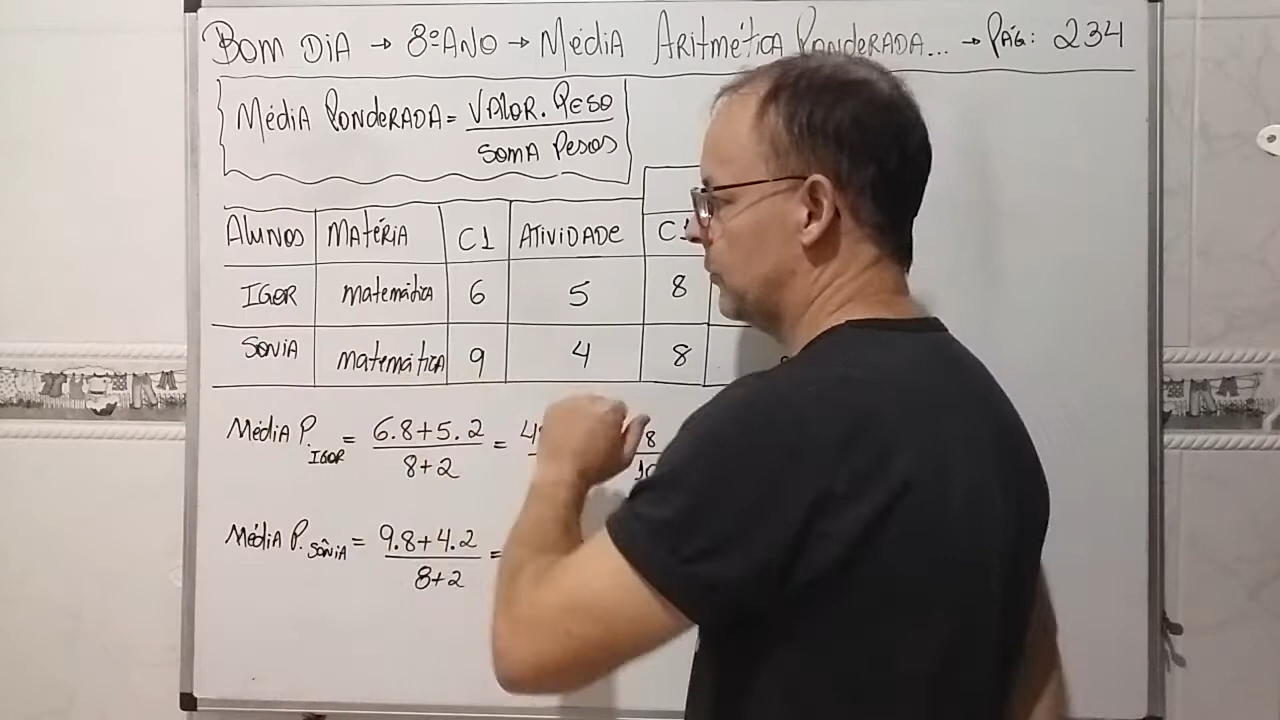 BOM DIA → 8º ANO → MÉDIA ARITMÉTICA PONDERADA... → PÁG: 234
MÉDIA PONDERADA = VALOR . PESO
SOMA PESOS
ALUNOS MATÉRIA C1 ATIVIDADE C1
IGOR MATEMÁTICA 6 5 8
SONIA MATEMÁTICA 9 4 8
MÉDIA P. IGOR = 6.8+5.2 =
8+2
MÉDIA P. SÔNIA = 9.8+4.2 =
8+2